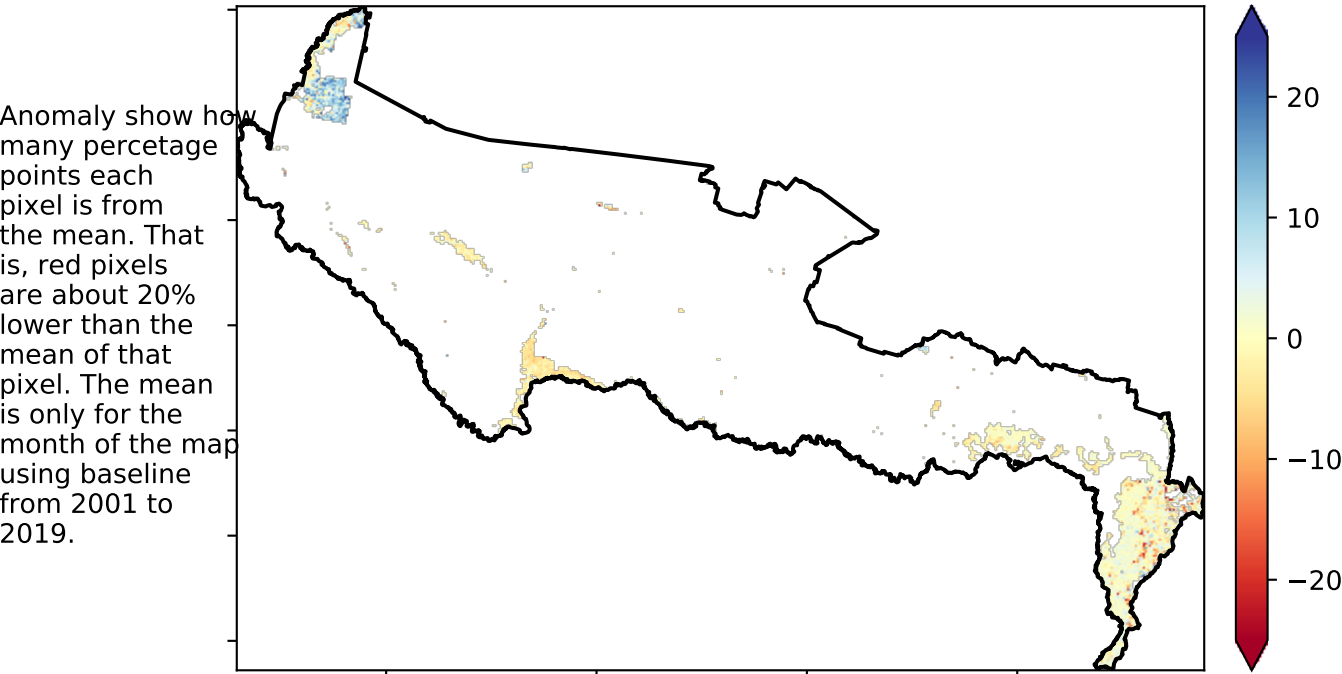 Anomaly show how
many percetage
points each
pixel is from
the mean. That
is, red pixels
are about 20%
lower than the
mean of that
pixel. The mean
is only for the
month of the map
using baseline
from 2001 to
2019.
20
10
0
−10
−20